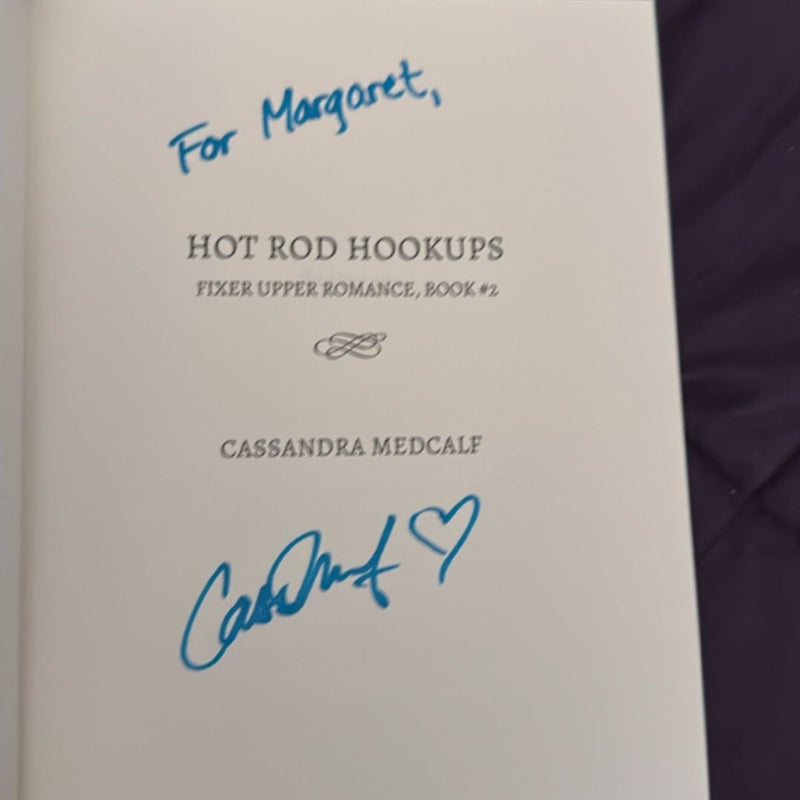 For Margaret,
HOT ROD HOOKUPS
FIXER UPPER ROMANCE, BOOK #2
CASSANDRA MEDCALF